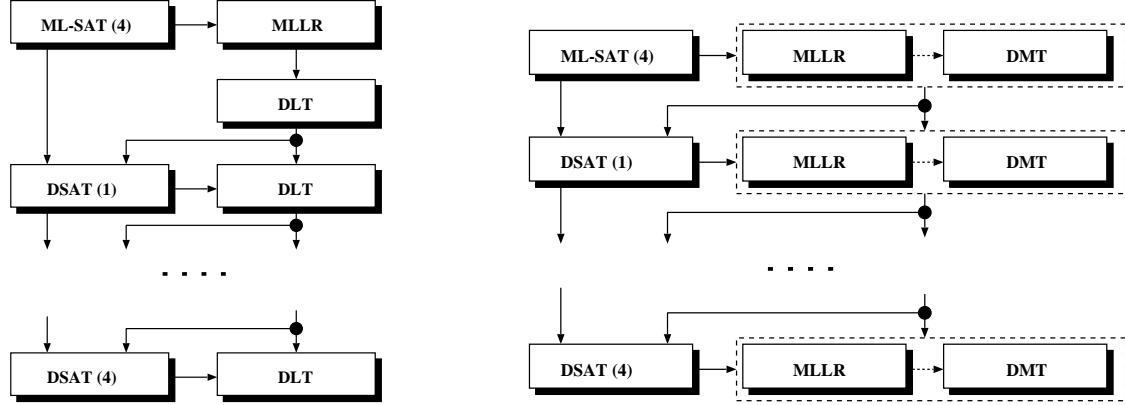 ML-SAT (4)
MLLR
DLT
DSAT (1)
DLT
. . . .
DSAT (4)
DLT
ML-SAT (4)
MLLR
DMT
DSAT (1)
MLLR
DMT
. . . .
DSAT (4)
MLLR
DMT